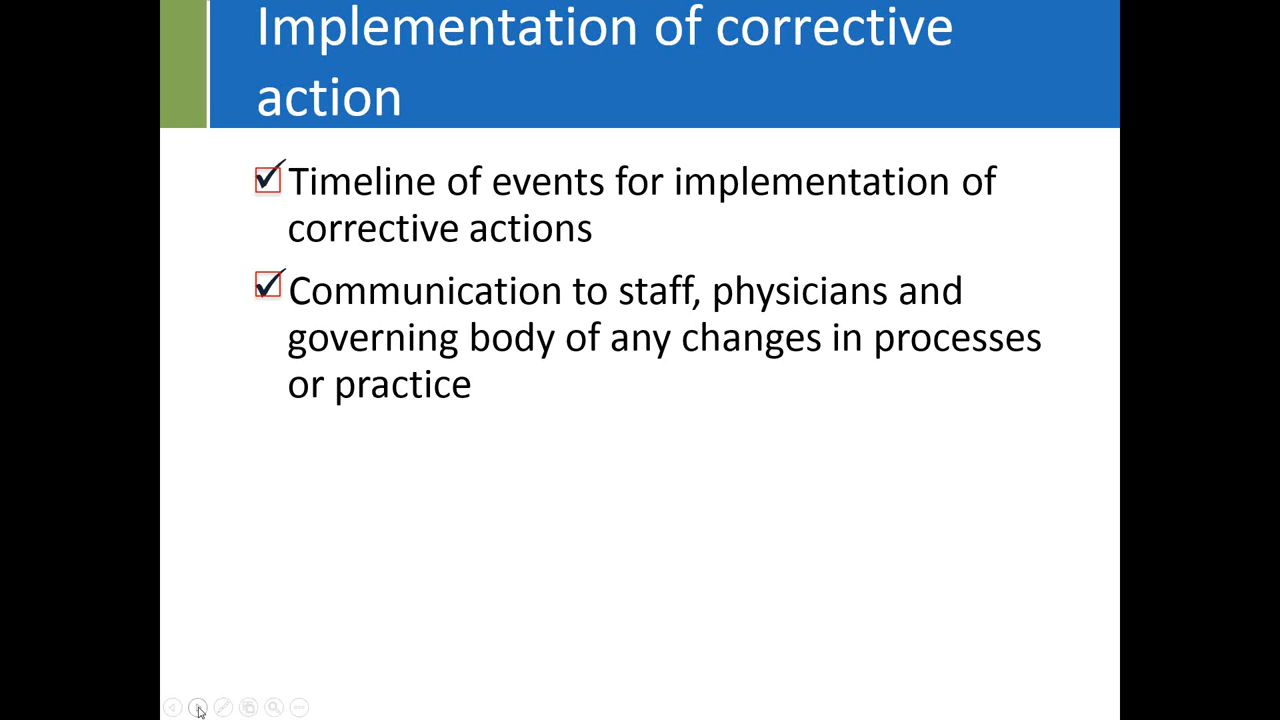 Implementation of corrective
action
Timeline of events for implementation of
corrective actions
Communication to staff, physicians and
governing body of any changes in processes
or practice